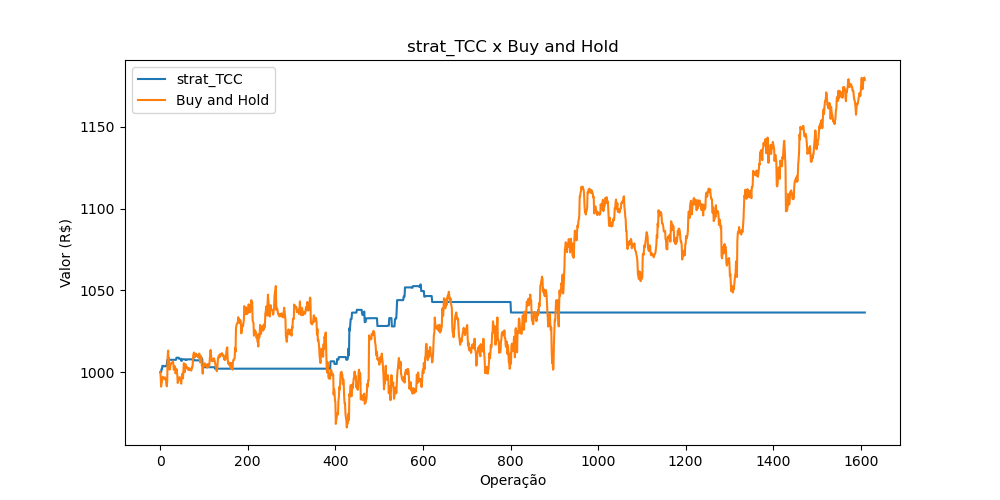 strat_TCC x Buy and Hold
strat_TCC
Buy and Hold
Valor (R$)
1150
1100
1050
1000
0 200 400 600 800 1000 1200 1400 1600
Operação